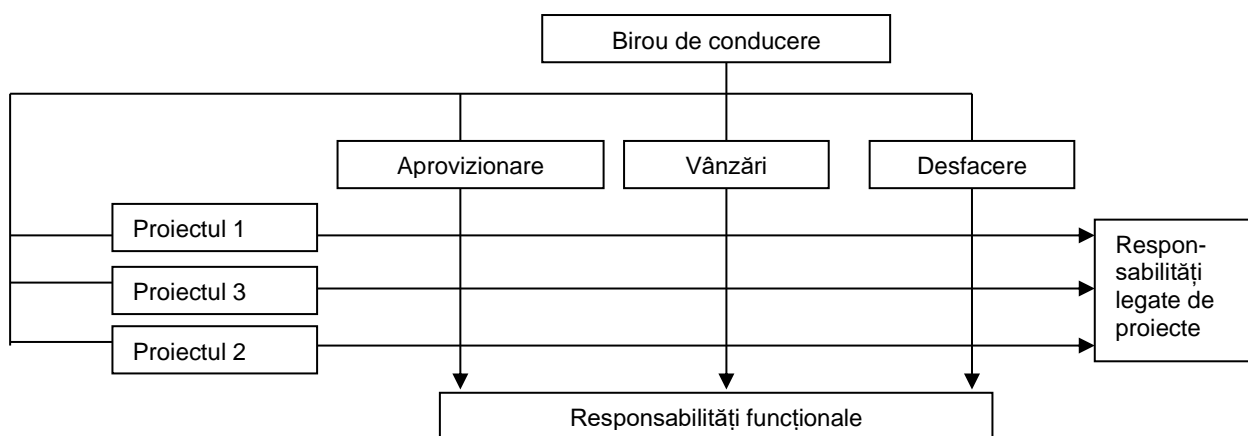 Birou de conducere
Aprovizionare
Vânzări
Desfacere
Proiectul 1
Proiectul 3
Proiectul 2
Respon-
sabilități
legate de
proiecte
Responsabilități funcționale